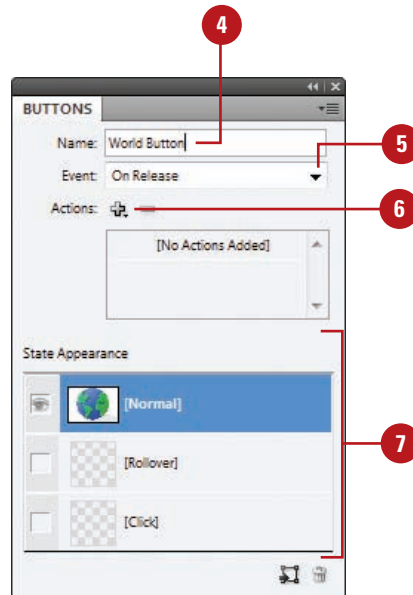 4
BUTTONS
Name: World Button
5
Event: On Release
6
Actions:
[No Actions Added]
State Appearance
[Normal]
7
[Rollover]
[Click]